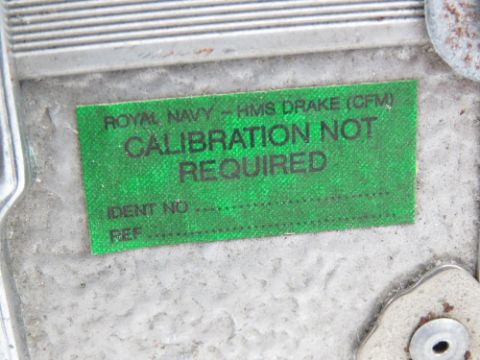 ROYAL NAVY - HMS DRAKE (CFM)
CALIBRATION NOT
REQUIRED
IDENT NO ........................................
REF ................................................